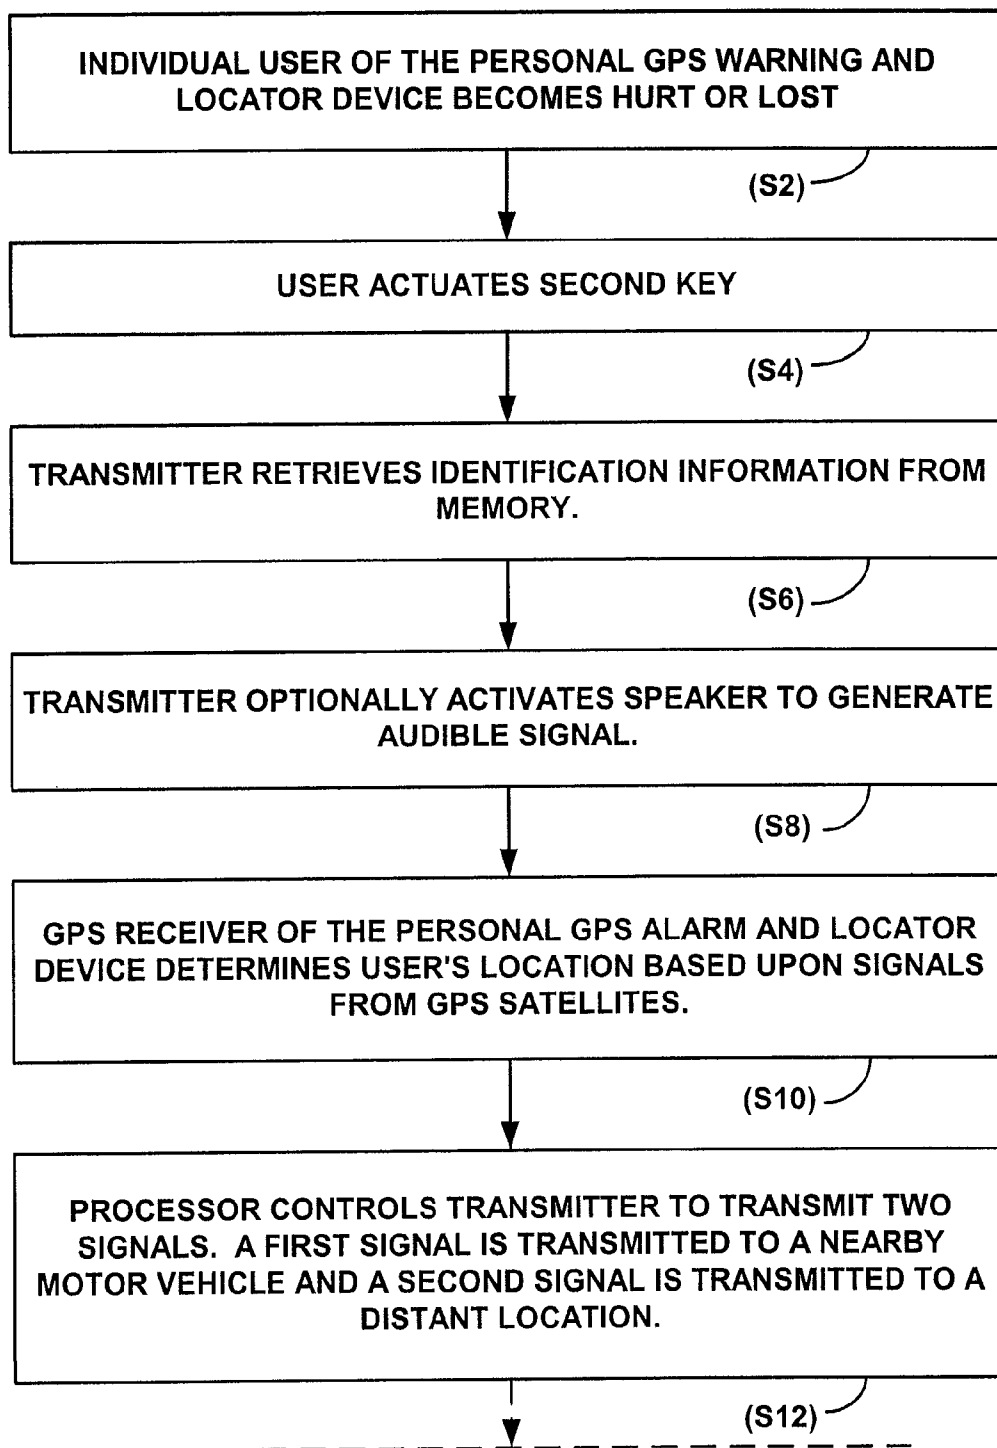 INDIVIDUAL USER OF THE PERSONAL GPS WARNING AND
LOCATOR DEVICE BECOMES HURT OR LOST
(S2)
USER ACTUATES SECOND KEY
(S4)
TRANSMITTER RETRIEVES IDENTIFICATION INFORMATION FROM
MEMORY.
(S6)
TRANSMITTER OPTIONALLY ACTIVATES SPEAKER TO GENERATE
AUDIBLE SIGNAL.
(S8)
GPS RECEIVER OF THE PERSONAL GPS ALARM AND LOCATOR
DEVICE DETERMINES USER'S LOCATION BASED UPON SIGNALS
FROM GPS SATELLITES.
(S10)
PROCESSOR CONTROLS TRANSMITTER TO TRANSMIT TWO
SIGNALS. A FIRST SIGNAL IS TRANSMITTED TO A NEARBY
MOTOR VEHICLE AND A SECOND SIGNAL IS TRANSMITTED TO A
DISTANT LOCATION.
(S12)